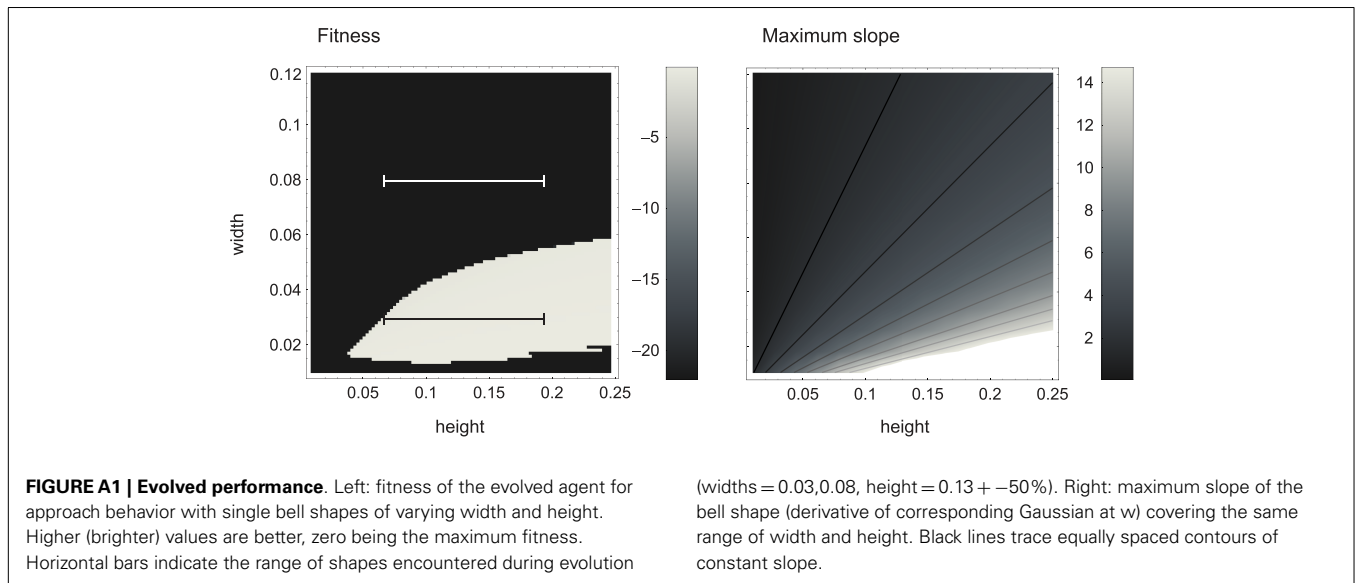 Fitness
Maximum slope
0.12
0.1
0.08
0.06
0.04
0.02
width
0.05 0.1 0.15 0.2 0.25
height
−5
−10
−15
−20
0.05 0.1 0.15 0.2 0.25
height
14
12
10
8
6
4
2
FIGURE A1 | Evolved performance. Left: fitness of the evolved agent for
approach behavior with single bell shapes of varying width and height.
Higher (brighter) values are better, zero being the maximum fitness.
Horizontal bars indicate the range of shapes encountered during evolution
(widths = 0.03,0.08, height = 0.13 + −50%). Right: maximum slope of the
bell shape (derivative of corresponding Gaussian at w) covering the same
range of width and height. Black lines trace equally spaced contours of
constant slope.